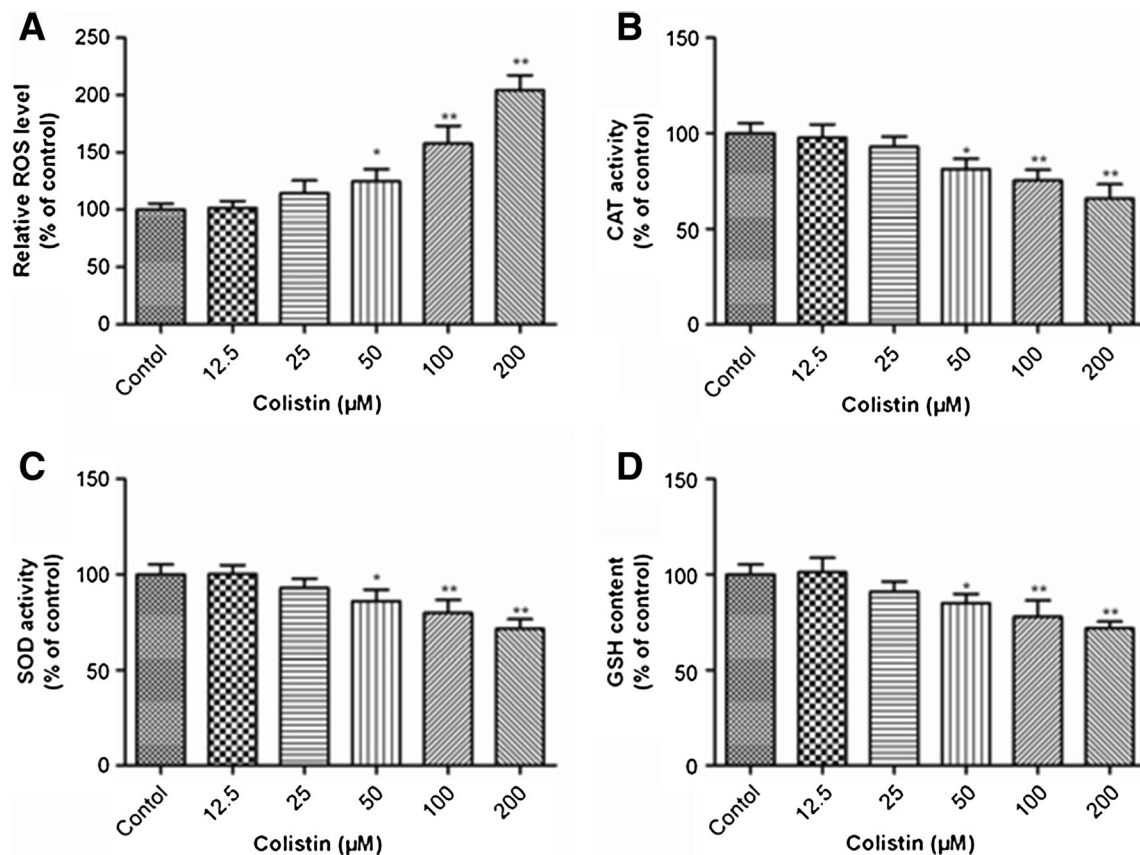 A
250
200
150
100
50
0
Relative ROS level
(% of control)
*
**
**
Contol
12.5
25
50
100
200
Colistin (µM)
B
150
100
50
0
CAT activity
(% of control)
*
**
**
Contol
12.5
25
50
100
200
Colistin (µM)
C
150
100
50
0
SOD activity
(% of control)
*
**
**
Contol
12.5
25
50
100
200
Colistin (µM)
D
150
100
50
0
GSH content
(% of control)
*
**
**
Contol
12.5
25
50
100
200
Colistin (µM)